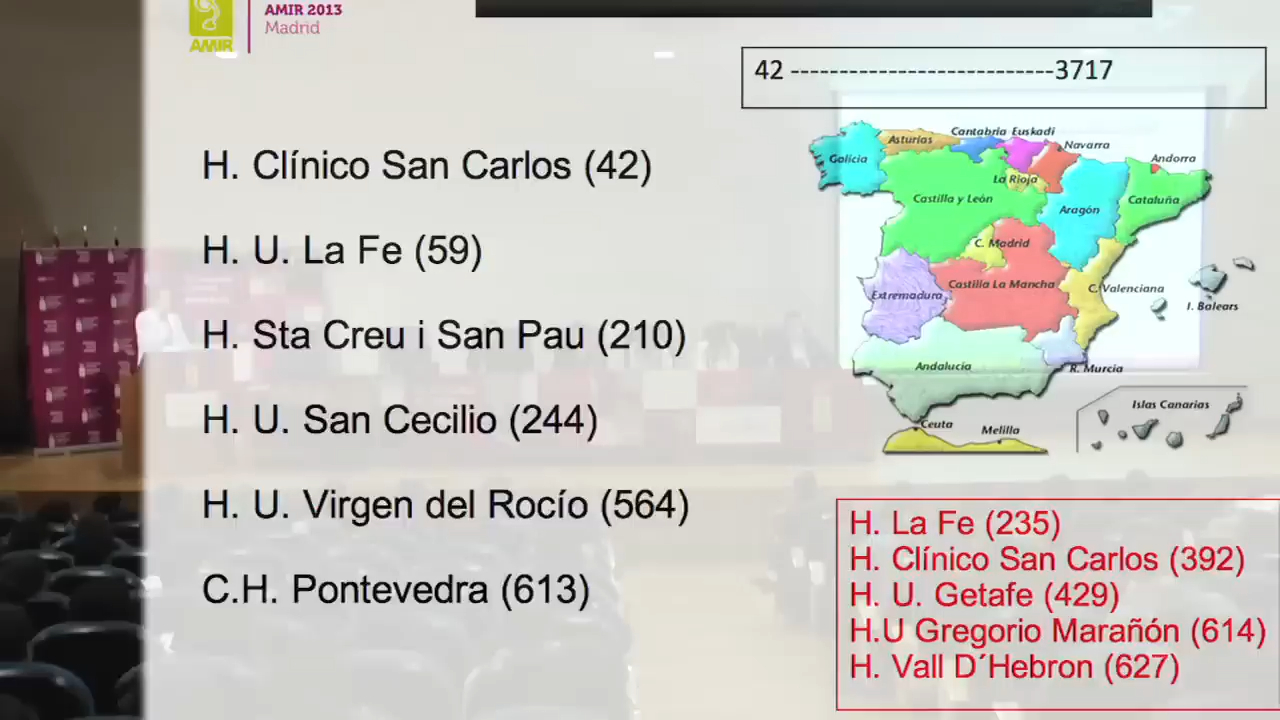 AMIR
AMIR 2013
Madrid
42 ---------------------------3717
H. Clínico San Carlos (42)
H. U. La Fe (59)
H. Sta Creu i San Pau (210)
H. U. San Cecilio (244)
H. U. Virgen del Rocío (564)
C.H. Pontevedra (613)
Galicia
Asturias
Cantabria
Euskadi
Navarra
Andorra
La Rioja
Castilla y León
Aragón
Cataluña
C. Madrid
Castilla La Mancha
C. Valenciana
Extremadura
I. Balears
Andalucía
R. Murcia
Islas Canarias
Ceuta
Melilla
H. La Fe (235)
H. Clínico San Carlos (392)
H. U. Getafe (429)
H.U Gregorio Marañón (614)
H. Vall D´Hebron (627)